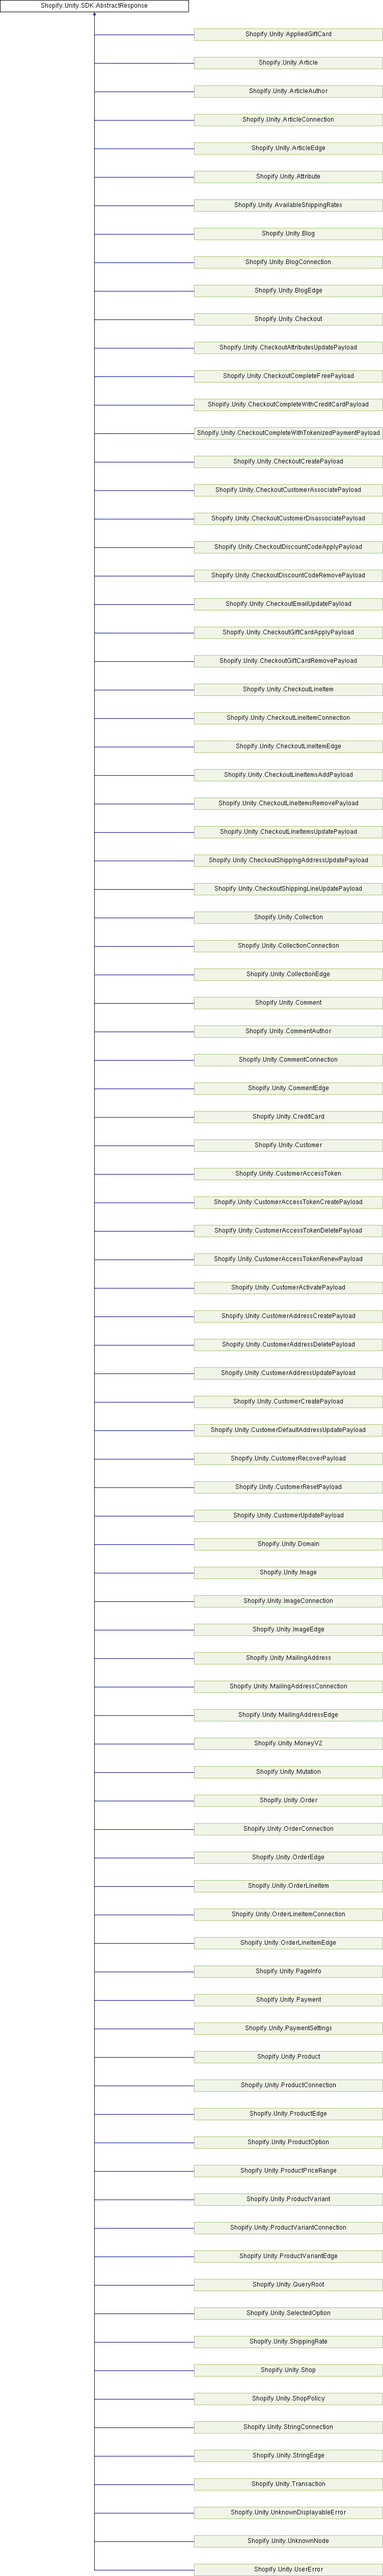 Shopify.Unity.SDK.AbstractResponse
Shopify.Unity.AppliedGiftCard
Shopify.Unity.Article
Shopify.Unity.ArticleAuthor
Shopify.Unity.ArticleConnection
Shopify.Unity.ArticleEdge
Shopify.Unity.Attribute
Shopify.Unity.AvailableShippingRates
Shopify.Unity.Blog
Shopify.Unity.BlogConnection
Shopify.Unity.BlogEdge
Shopify.Unity.Checkout
Shopify.Unity.CheckoutAttributesUpdatePayload
Shopify.Unity.CheckoutCompleteFreePayload
Shopify.Unity.CheckoutCompleteWithCreditCardPayload
Shopify.Unity.CheckoutCompleteWithTokenizedPaymentPayload
Shopify.Unity.CheckoutCreatePayload
Shopify.Unity.CheckoutCustomerAssociatePayload
Shopify.Unity.CheckoutCustomerDisassociatePayload
Shopify.Unity.CheckoutDiscountCodeApplyPayload
Shopify.Unity.CheckoutDiscountCodeRemovePayload
Shopify.Unity.CheckoutEmailUpdatePayload
Shopify.Unity.CheckoutGiftCardApplyPayload
Shopify.Unity.CheckoutGiftCardRemovePayload
Shopify.Unity.CheckoutLineItem
Shopify.Unity.CheckoutLineItemConnection
Shopify.Unity.CheckoutLineItemEdge
Shopify.Unity.CheckoutLineItemsAddPayload
Shopify.Unity.CheckoutLineItemsRemovePayload
Shopify.Unity.CheckoutLineItemsUpdatePayload
Shopify.Unity.CheckoutShippingAddressUpdatePayload
Shopify.Unity.CheckoutShippingLineUpdatePayload
Shopify.Unity.Collection
Shopify.Unity.CollectionConnection
Shopify.Unity.CollectionEdge
Shopify.Unity.Comment
Shopify.Unity.CommentAuthor
Shopify.Unity.CommentConnection
Shopify.Unity.CommentEdge
Shopify.Unity.CreditCard
Shopify.Unity.Customer
Shopify.Unity.CustomerAccessToken
Shopify.Unity.CustomerAccessTokenCreatePayload
Shopify.Unity.CustomerAccessTokenDeletePayload
Shopify.Unity.CustomerAccessTokenRenewPayload
Shopify.Unity.CustomerActivatePayload
Shopify.Unity.CustomerAddressCreatePayload
Shopify.Unity.CustomerAddressDeletePayload
Shopify.Unity.CustomerAddressUpdatePayload
Shopify.Unity.CustomerCreatePayload
Shopify.Unity.CustomerDefaultAddressUpdatePayload
Shopify.Unity.CustomerRecoverPayload
Shopify.Unity.CustomerResetPayload
Shopify.Unity.CustomerUpdatePayload
Shopify.Unity.Domain
Shopify.Unity.Image
Shopify.Unity.ImageConnection
Shopify.Unity.ImageEdge
Shopify.Unity.MailingAddress
Shopify.Unity.MailingAddressConnection
Shopify.Unity.MailingAddressEdge
Shopify.Unity.MoneyV2
Shopify.Unity.Mutation
Shopify.Unity.Order
Shopify.Unity.OrderConnection
Shopify.Unity.OrderEdge
Shopify.Unity.OrderLineItem
Shopify.Unity.OrderLineItemConnection
Shopify.Unity.OrderLineItemEdge
Shopify.Unity.PageInfo
Shopify.Unity.Payment
Shopify.Unity.PaymentSettings
Shopify.Unity.Product
Shopify.Unity.ProductConnection
Shopify.Unity.ProductEdge
Shopify.Unity.ProductOption
Shopify.Unity.ProductPriceRange
Shopify.Unity.ProductVariant
Shopify.Unity.ProductVariantConnection
Shopify.Unity.ProductVariantEdge
Shopify.Unity.QueryRoot
Shopify.Unity.SelectedOption
Shopify.Unity.ShippingRate
Shopify.Unity.Shop
Shopify.Unity.ShopPolicy
Shopify.Unity.StringConnection
Shopify.Unity.StringEdge
Shopify.Unity.Transaction
Shopify.Unity.UnknownDisplayableError
Shopify.Unity.UnknownNode
Shopify.Unity.UserError